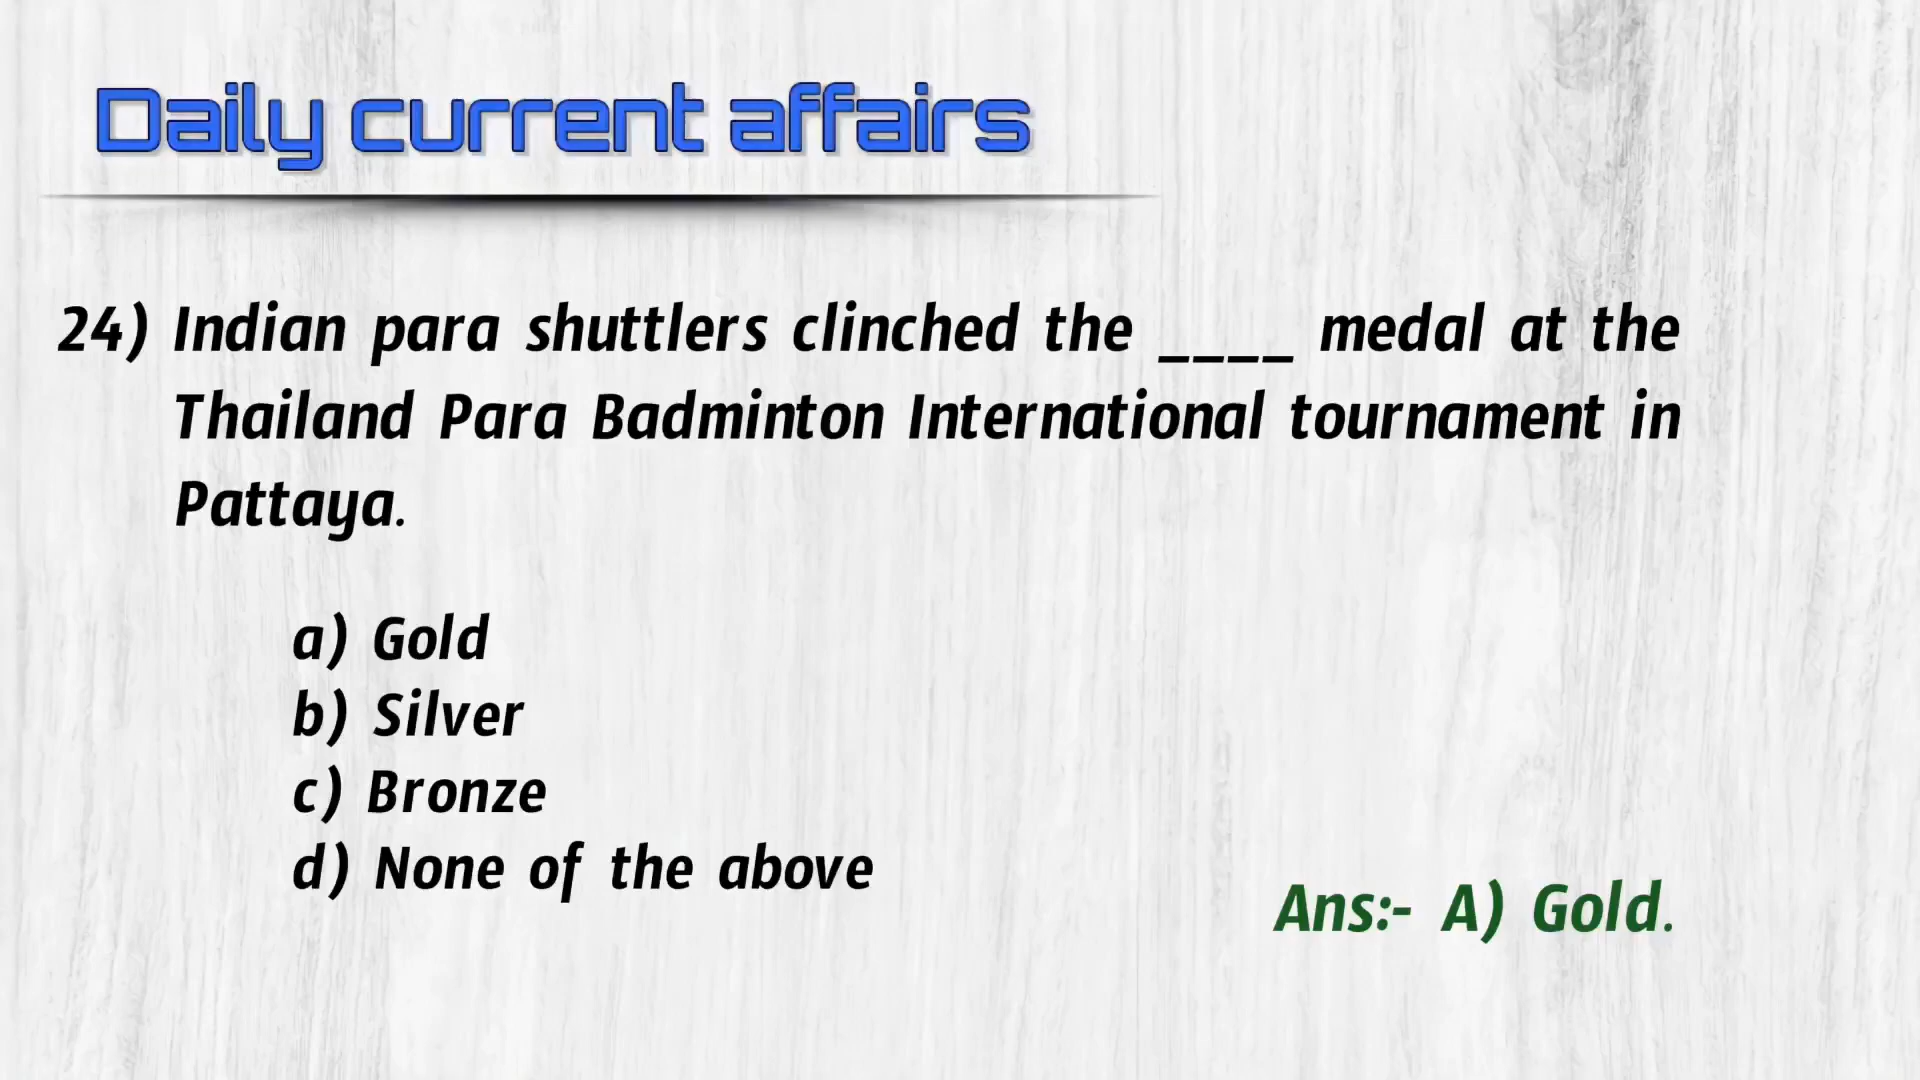 Daily current affairs
24) Indian para shuttlers clinched the ____ medal at the
Thailand Para Badminton International tournament in
Pattaya.
a) Gold
b) Silver
c) Bronze
d) None of the above
Ans:- A) Gold.